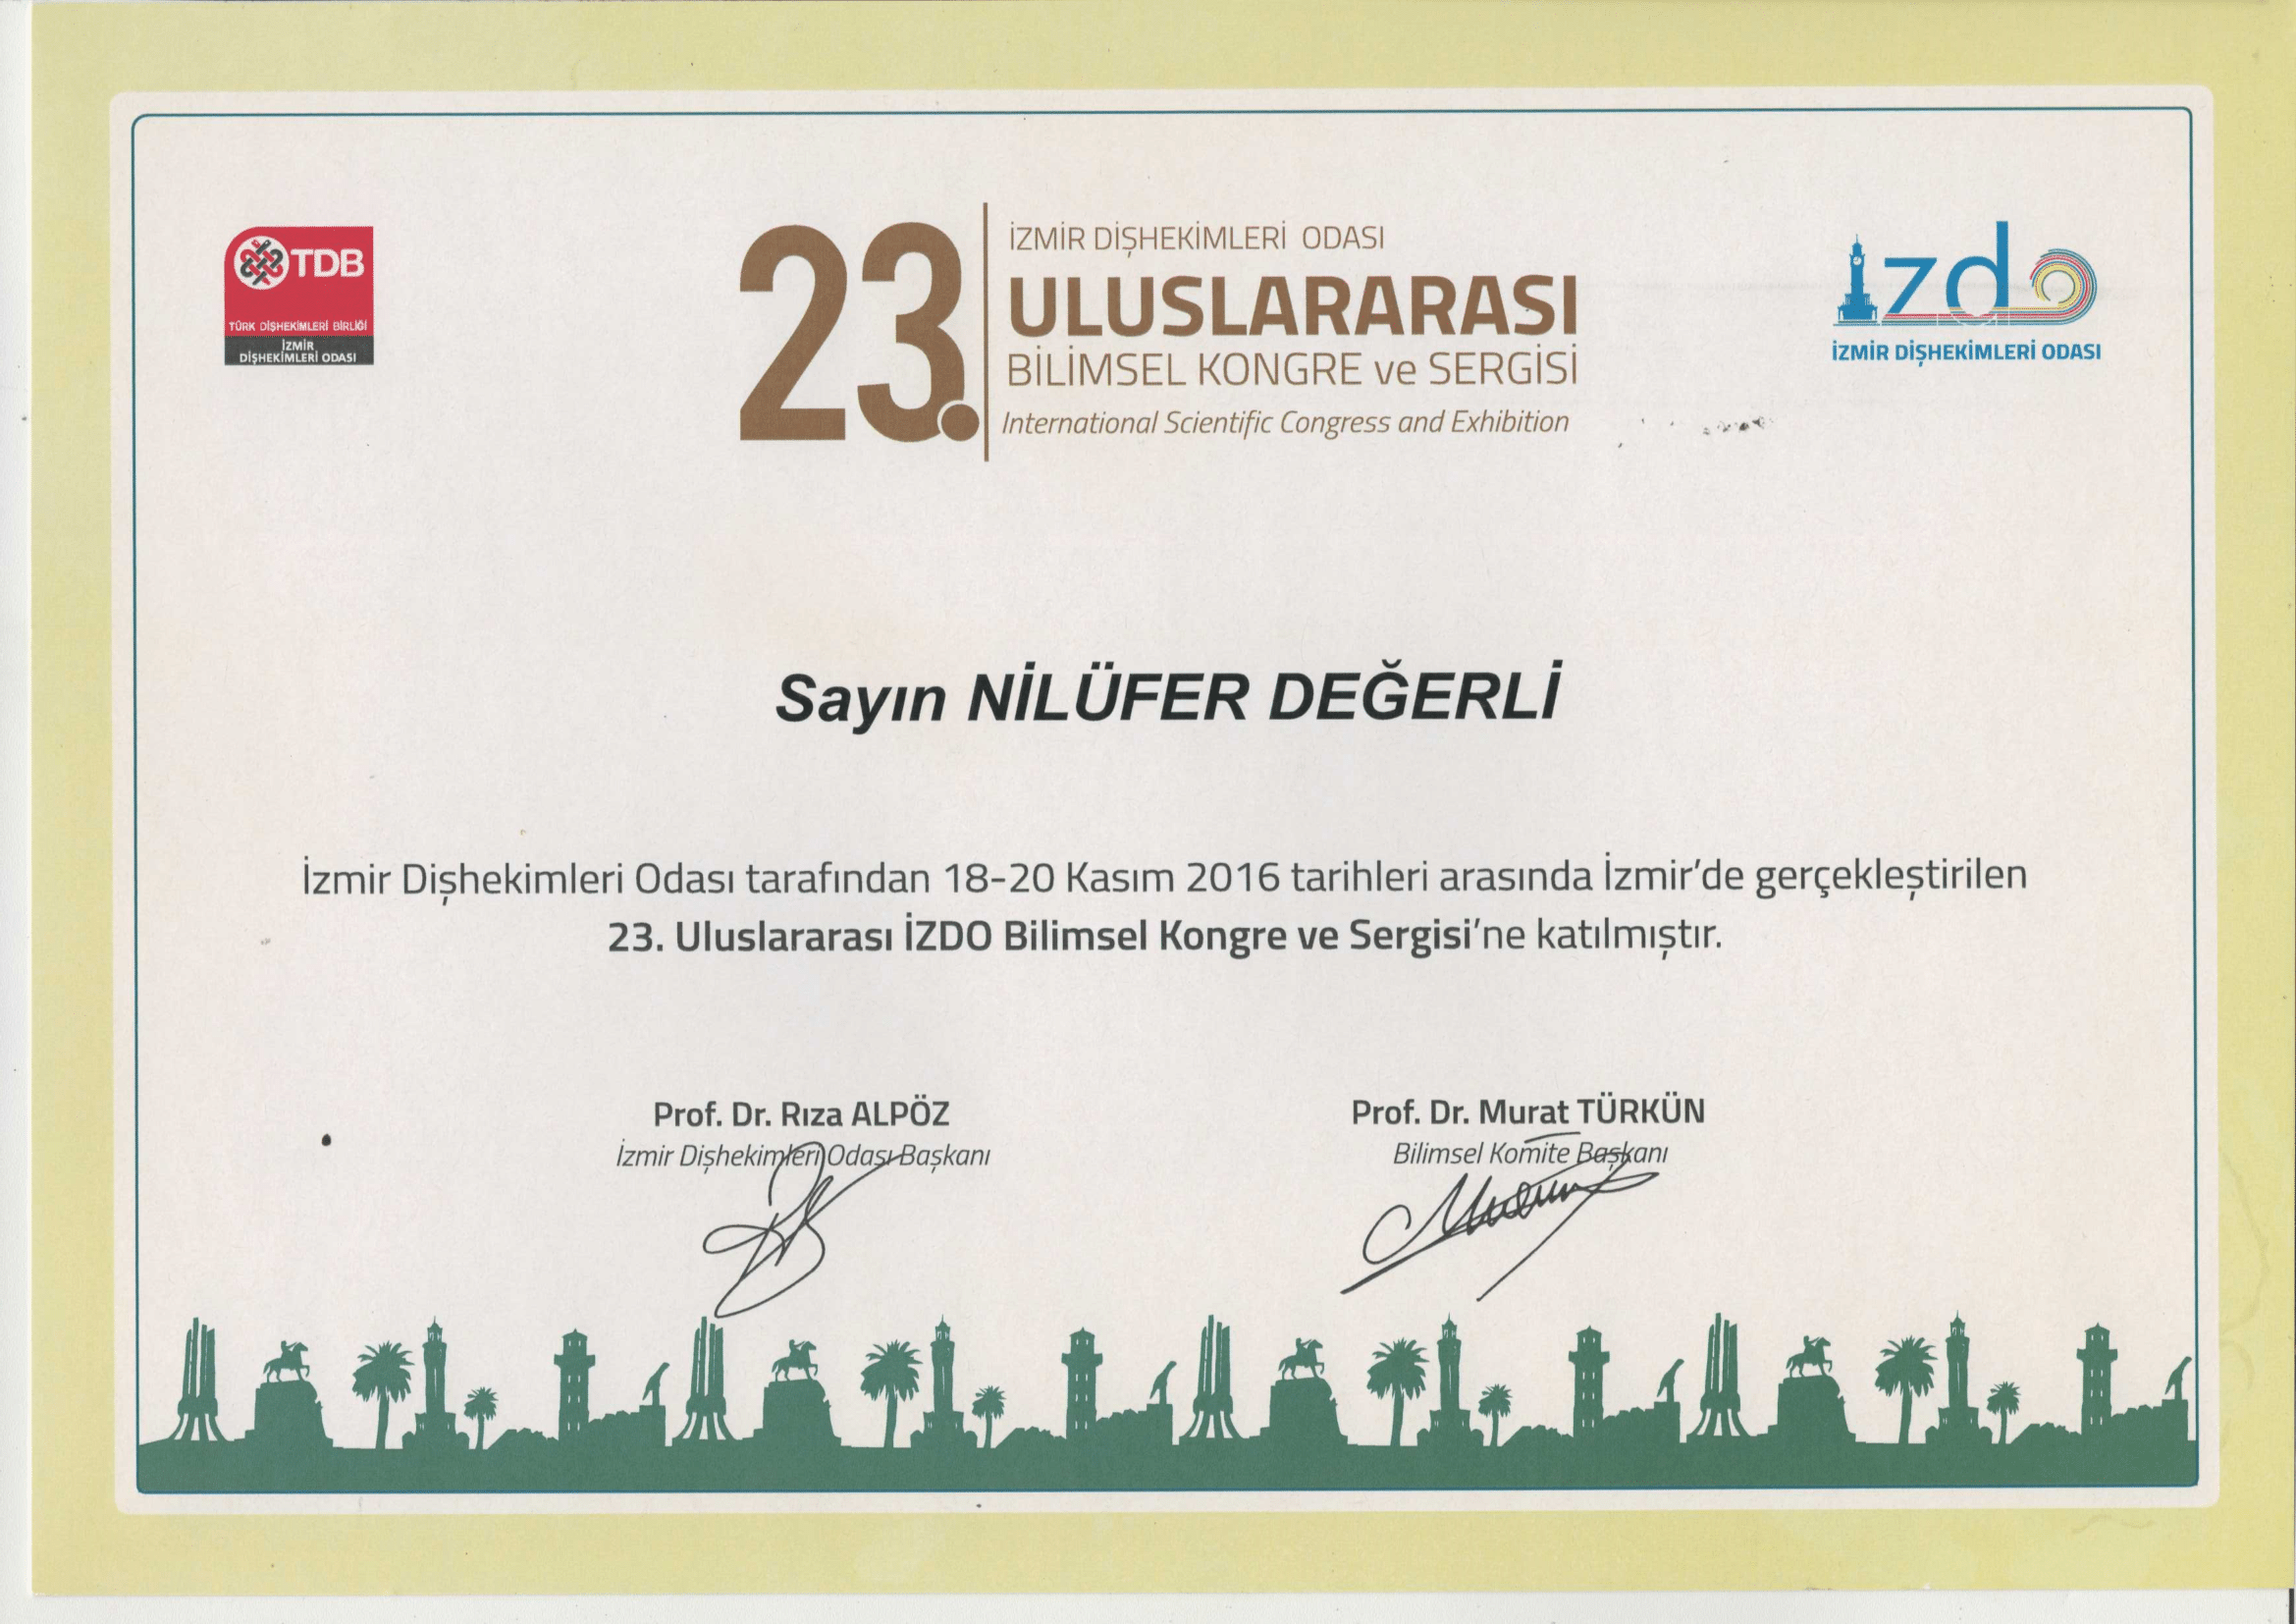 TDB
TÜRK DİŞHEKİMLERİ BİRLİĞİ
İZMİR
DİŞHEKİMLERİ ODASI
23.
İZMİR DİŞHEKİMLERİ ODASI
ULUSLARARASI
BİLİMSEL KONGRE ve SERGİSİ
International Scientific Congress and Exhibition
izdo
İZMİR DİŞHEKİMLERİ ODASI
Sayın NİLÜFER DEĞERLİ
İzmir Dişhekimleri Odası tarafından 18-20 Kasım 2016 tarihleri arasında İzmir'de gerçekleştirilen
23. Uluslararası İZDO Bilimsel Kongre ve Sergisi'ne katılmıştır.
Prof. Dr. Rıza ALPÖZ
İzmir Dişhekimleri Odası Başkanı
Prof. Dr. Murat TÜRKÜN
Bilimsel Komite Başkanı